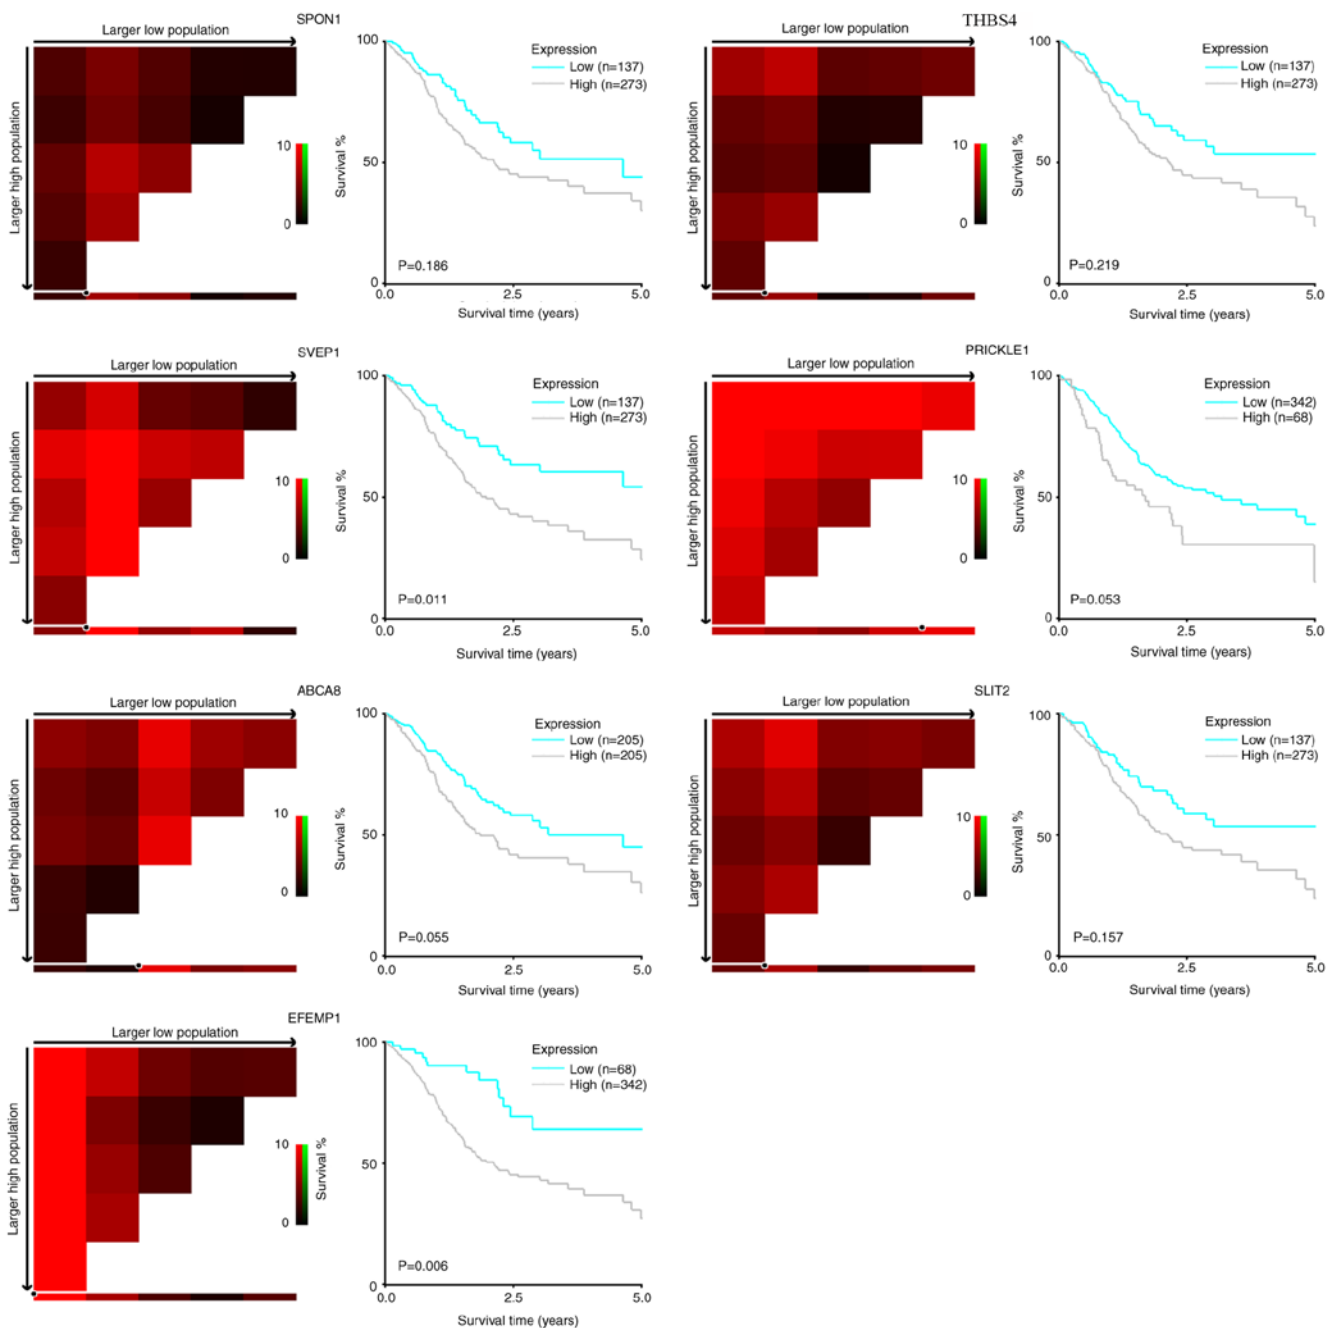 SPON1
Larger low population
Larger high population
10
0
Survival %
100
50
0
Expression
Low (n=137)
High (n=273)
P=0.186
0.0 2.5 5.0
Survival time (years)
THBS4
Larger low population
Larger high population
10
0
Survival %
100
50
0
Expression
Low (n=137)
High (n=273)
P=0.219
0.0 2.5 5.0
Survival time (years)
SVEP1
Larger low population
Larger high population
10
0
Survival %
100
50
0
Expression
Low (n=137)
High (n=273)
P=0.011
0.0 2.5 5.0
Survival time (years)
PRICKLE1
Larger low population
Larger high population
10
0
Survival %
100
50
0
Expression
Low (n=342)
High (n=68)
P=0.053
0.0 2.5 5.0
Survival time (years)
ABCA8
Larger low population
Larger high population
10
0
Survival %
100
50
0
Expression
Low (n=205)
High (n=205)
P=0.055
0.0 2.5 5.0
Survival time (years)
SLIT2
Larger low population
Larger high population
10
0
Survival %
100
50
0
Expression
Low (n=137)
High (n=273)
P=0.157
0.0 2.5 5.0
Survival time (years)
EFEMP1
Larger low population
Larger high population
10
0
Survival %
100
50
0
Expression
Low (n=68)
High (n=342)
P=0.006
0.0 2.5 5.0
Survival time (years)